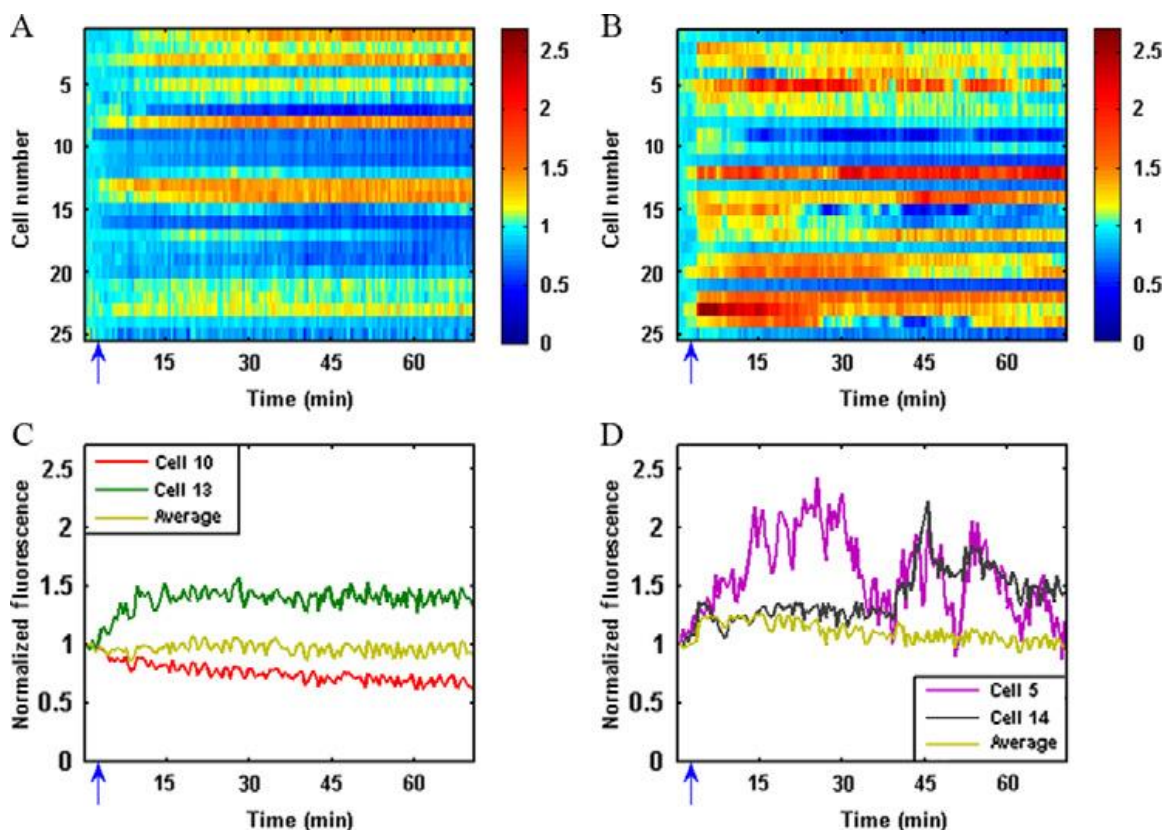 A
Cell number
5
10
15
20
25
15 30 45 60
Time (min)
2.5
2
1.5
1
0.5
0
B
Cell number
5
10
15
20
25
15 30 45 60
Time (min)
2.5
2
1.5
1
0.5
0
C
Normalized fluorescence
2.5
2
1.5
1
0.5
0
Cell 10
Cell 13
Average
15 30 45 60
Time (min)
D
Normalized fluorescence
2.5
2
1.5
1
0.5
0
Cell 5
Cell 14
Average
15 30 45 60
Time (min)